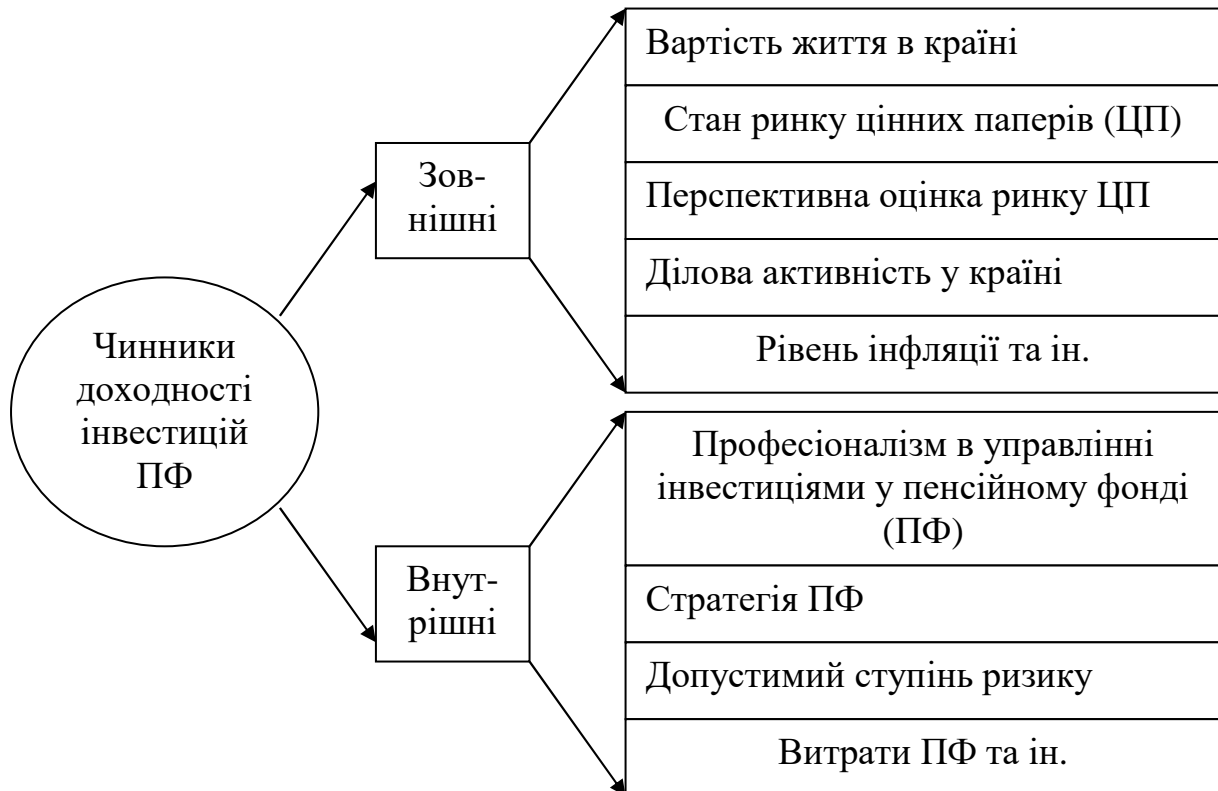 Чинники
доходності
інвестицій
ПФ
Зов-
нішні
Вартість життя в країні
Стан ринку цінних паперів (ЦП)
Перспективна оцінка ринку ЦП
Ділова активність у країні
Рівень інфляції та ін.
Внут-
рішні
Професіоналізм в управлінні
інвестиціями у пенсійному фонді
(ПФ)
Стратегія ПФ
Допустимий ступінь ризику
Витрати ПФ та ін.